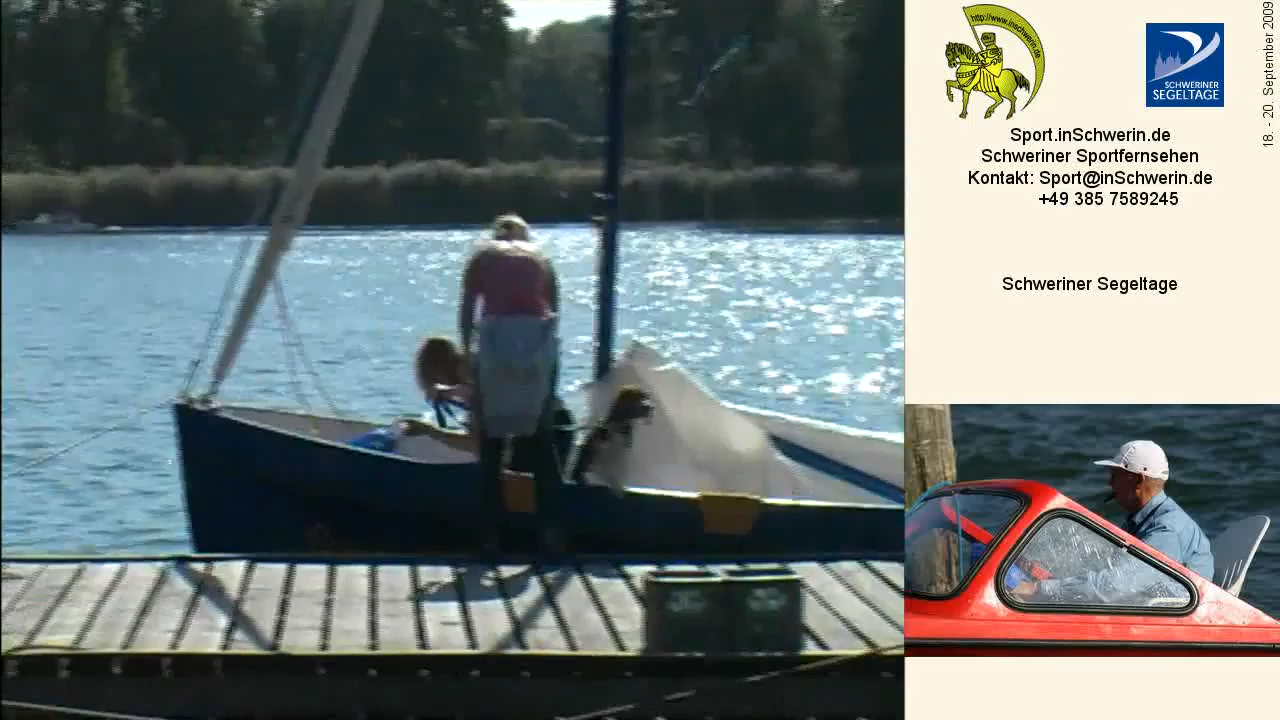 http://www.inschwerin.de
SCHWERINER
SEGELTAGE
18. - 20. September 2009
Sport.inSchwerin.de
Schweriner Sportfernsehen
Kontakt: Sport@inSchwerin.de
+49 385 7589245
Schweriner Segeltage